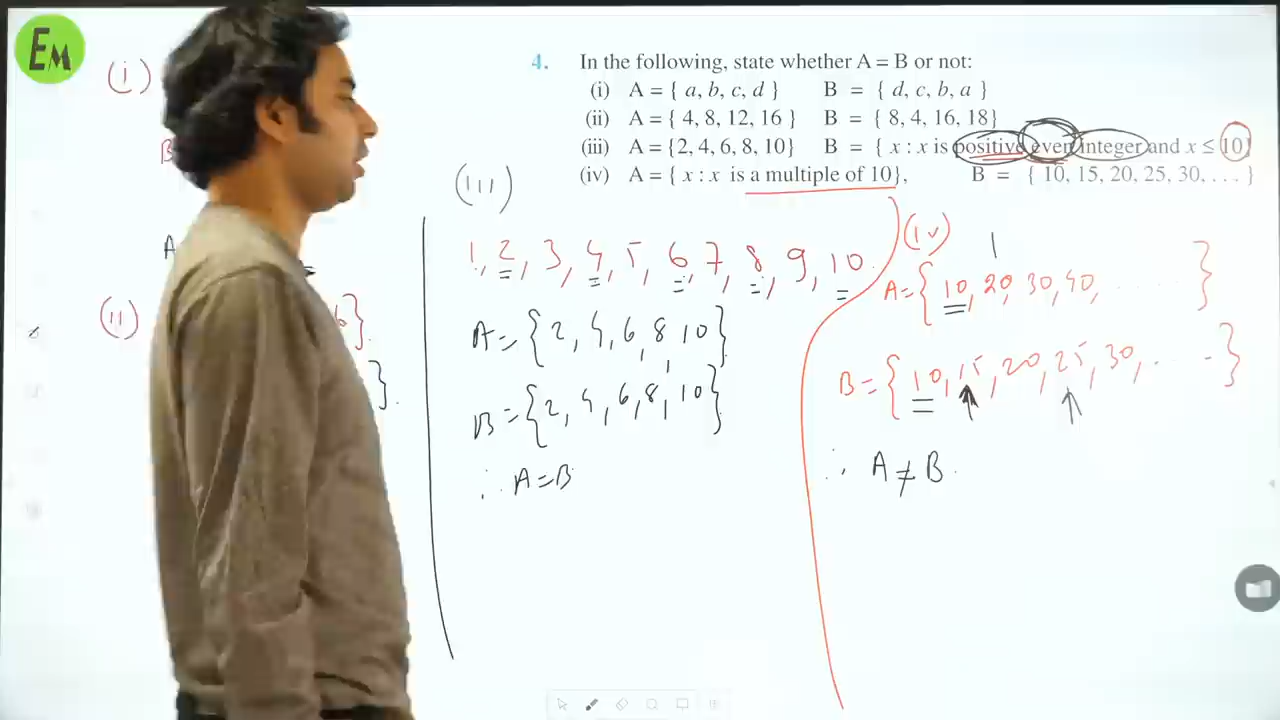 Em
4. In the following, state whether A = B or not:
(i) A = { a, b, c, d } B = { d, c, b, a }
(ii) A = { 4, 8, 12, 16 } B = { 8, 4, 16, 18}
(iii) A = {2, 4, 6, 8, 10} B = { x : x is positive even integer and x ≤ 10}
(iv) A = { x : x is a multiple of 10}, B = { 10, 15, 20, 25, 30, . . . }
(i)
B
A
(ii)
6}.
}.
(iii)
1, 2, 3, 4, 5, 6, 7, 8, 9, 10.
A = {2, 4, 6, 8, 10}.
B = {2, 4, 6, 8, 10}.
∴ A = B
(iv)
A = {10, 20, 30, 40, ......}
B = {10, 15, 20, 25, 30, ....}
∴ A ≠ B.